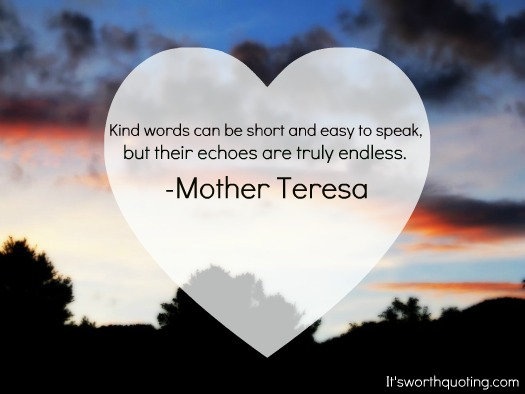 Kind words can be short and easy to speak,
but their echoes are truly endless.
-Mother Teresa
It'sworthquoting.com